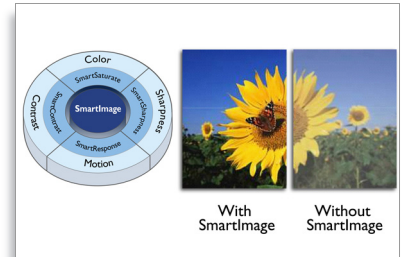 Color
SmartSaturate
Contrast
SmartContrast
SmartImage
SmartSharpness
Sharpness
SmartResponse
Motion
With
SmartImage
Without
SmartImage